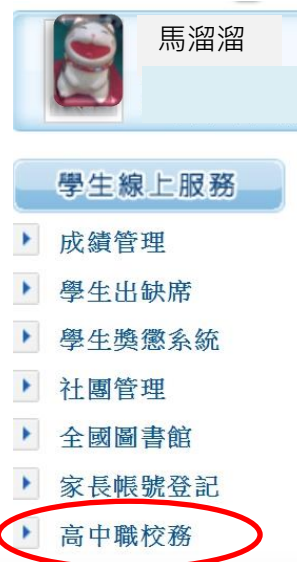 馬溜溜
學生線上服務
成績管理
學生出缺席
學生獎懲系統
社團管理
全國圖書館
家長帳號登記
高中職校務